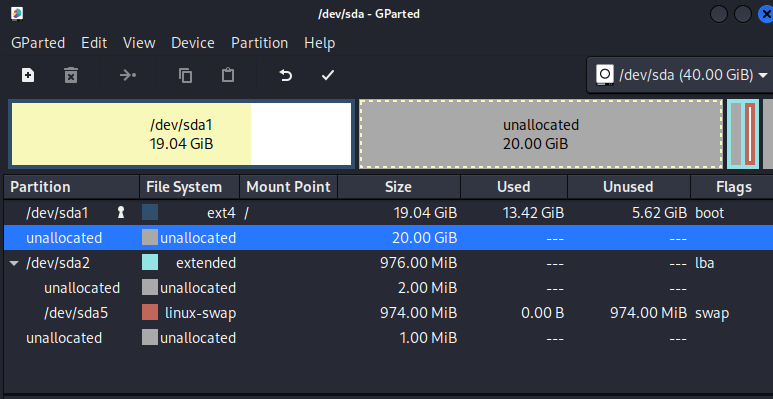 /dev/sda - GParted
GParted Edit View Device Partition Help
/dev/sda (40.00 GiB)
/dev/sda1
19.04 GiB
unallocated
20.00 GiB
Partition File System Mount Point Size Used Unused Flags
/dev/sda1 ext4 / 19.04 GiB 13.42 GiB 5.62 GiB boot
unallocated unallocated 20.00 GiB --- ---
/dev/sda2 extended 976.00 MiB --- --- lba
unallocated unallocated 2.00 MiB --- ---
/dev/sda5 linux-swap 974.00 MiB 0.00 B 974.00 MiB swap
unallocated unallocated 1.00 MiB --- ---